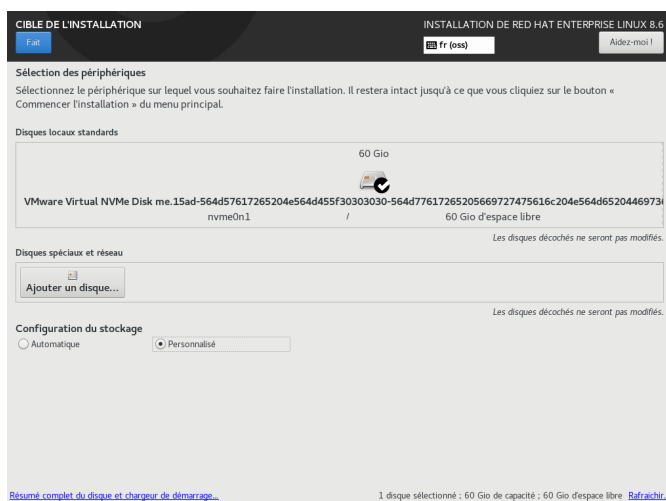 CIBLE DE L'INSTALLATION
INSTALLATION DE RED HAT ENTERPRISE LINUX 8.6
Fait
fr (oss)
Aidez-moi !
Sélection des périphériques
Sélectionnez le périphérique sur lequel vous souhaitez faire l'installation. Il restera intact jusqu'à ce que vous cliquiez sur le bouton «
Commencer l'installation » du menu principal.
Disques locaux standards
60 Gio
VMware Virtual NVMe Disk me.15ad-564d57617265204e564d455f30303030-564d77617265205669727475616c204e564d65204469736
nvme0n1 / 60 Gio d'espace libre
Les disques décochés ne seront pas modifiés.
Disques spéciaux et réseau
Ajouter un disque...
Les disques décochés ne seront pas modifiés.
Configuration du stockage
Automatique
Personnalisé
Résumé complet du disque et chargeur de démarrage...
1 disque sélectionné ; 60 Gio de capacité ; 60 Gio d'espace libre Rafraichir.